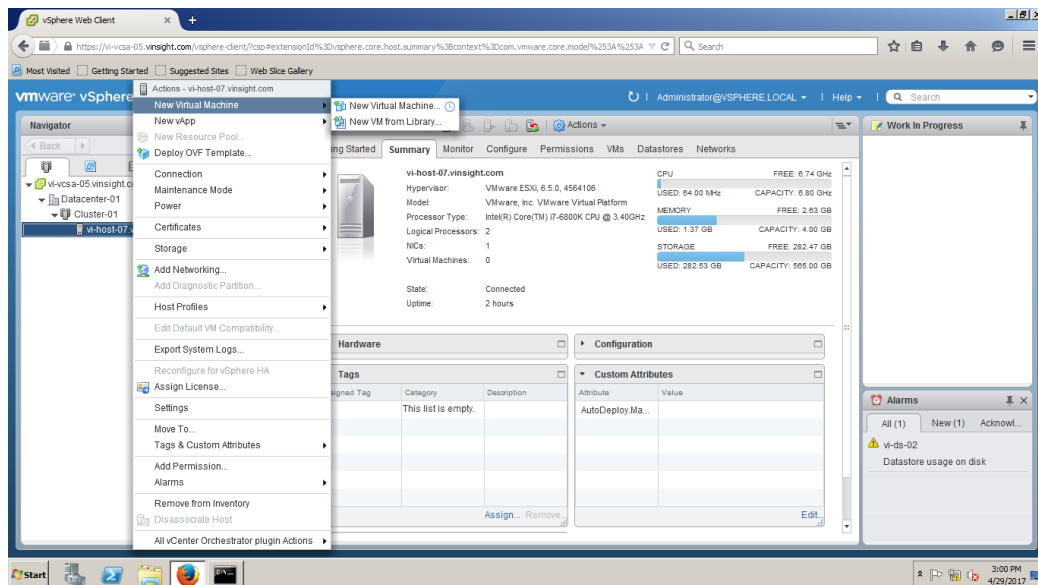 vSphere Web Client
https://vi-vcsa-05.vinsight.com/vsphere-client/?csp#extensionId%3Dvsphere.core.host.summary%3Bcontext%3Dcom.vmware.core.model%253A%253A
Search
Most Visited
Getting Started
Suggested Sites
Web Slice Gallery
vmware® vSphere
Administrator@VSPHERE.LOCAL
Help
Search
Navigator
Back
vi-vcsa-05.vinsight.c
Datacenter-01
Cluster-01
vi-host-07.v
Actions - vi-host-07.vinsight.com
New Virtual Machine
New vApp
New Resource Pool...
Deploy OVF Template...
Connection
Maintenance Mode
Power
Certificates
Storage
Add Networking...
Add Diagnostic Partition...
Host Profiles
Edit Default VM Compatibility...
Export System Logs...
Reconfigure for vSphere HA
Assign License...
Settings
Move To...
Tags & Custom Attributes
Add Permission...
Alarms
Remove from Inventory
Disassociate Host
All vCenter Orchestrator plugin Actions
New Virtual Machine...
New VM from Library...
Actions
ing Started Summary Monitor Configure Permissions VMs Datastores Networks
vi-host-07.vinsight.com
Hypervisor: VMware ESXi, 6.5.0, 4564106
Model: VMware, Inc. VMware Virtual Platform
Processor Type: Intel(R) Core(TM) i7-6800K CPU @ 3.40GHz
Logical Processors: 2
NICs: 1
Virtual Machines: 0
State: Connected
Uptime: 2 hours
CPU FREE: 6.74 GHz
USED: 64.00 MHz CAPACITY: 6.80 GHz
MEMORY FREE: 2.63 GB
USED: 1.37 GB CAPACITY: 4.00 GB
STORAGE FREE: 282.47 GB
USED: 282.53 GB CAPACITY: 565.00 GB
Hardware
Configuration
Tags
signed Tag Category Description
This list is empty.
Assign... Remove...
Custom Attributes
Attribute Value
AutoDeploy.Ma...
Edit...
Work In Progress
Alarms
All (1) New (1) Acknowl...
vi-ds-02
Datastore usage on disk
Start
3:00 PM
4/29/2017